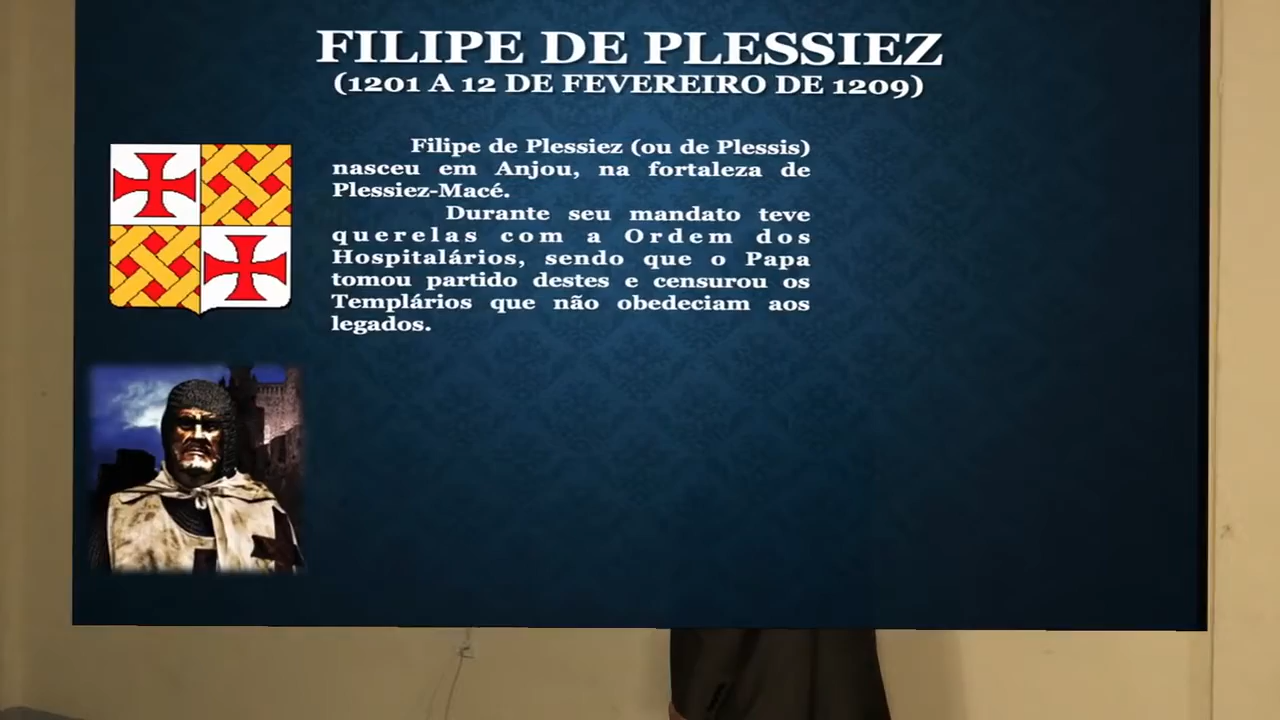 FILIPE DE PLESSIEZ
(1201 A 12 DE FEVEREIRO DE 1209)
Filipe de Plessiez (ou de Plessis)
nasceu em Anjou, na fortaleza de
Plessiez-Macé.
Durante seu mandato teve
querelas com a Ordem dos
Hospitalários, sendo que o Papa
tomou partido destes e censurou os
Templários que não obedeciam aos
legados.